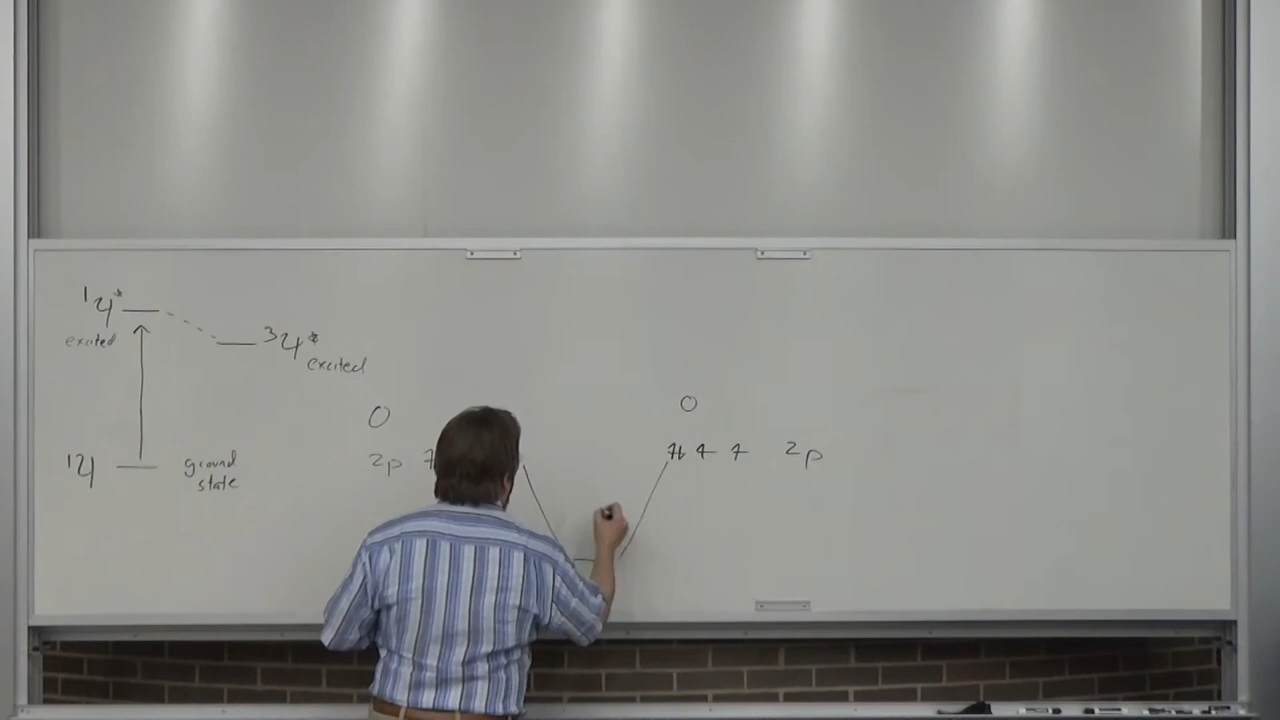 ¹Ψ*
excited
³Ψ*
excited
¹Ψ
ground
state
O
2p
O
2p